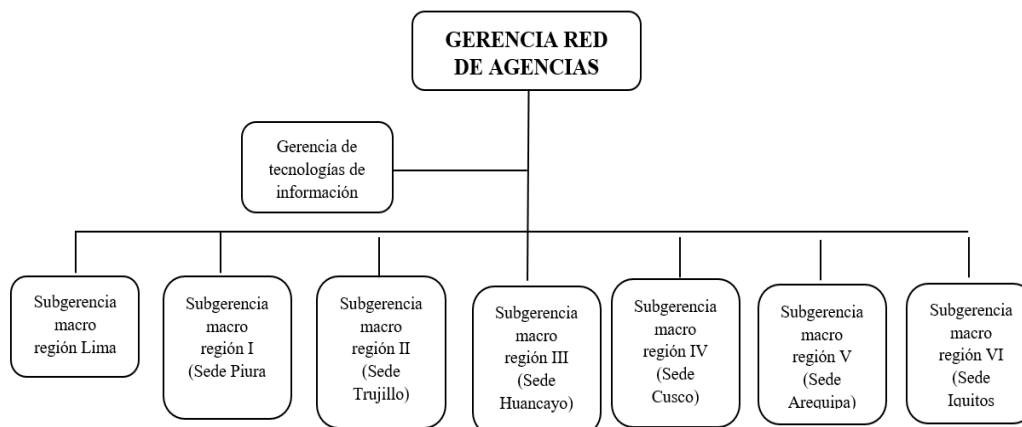 GERENCIA RED
DE AGENCIAS
Gerencia de
tecnologías de
información
Subgerencia
macro
región Lima
Subgerencia
macro
región I
(Sede Piura
Subgerencia
macro
región II
(Sede
Trujillo)
Subgerencia
macro
región III
(Sede
Huancayo)
Subgerencia
macro
región IV
(Sede
Cusco)
Subgerencia
macro
región V
(Sede
Arequipa)
Subgerencia
macro
región VI
(Sede
Iquitos